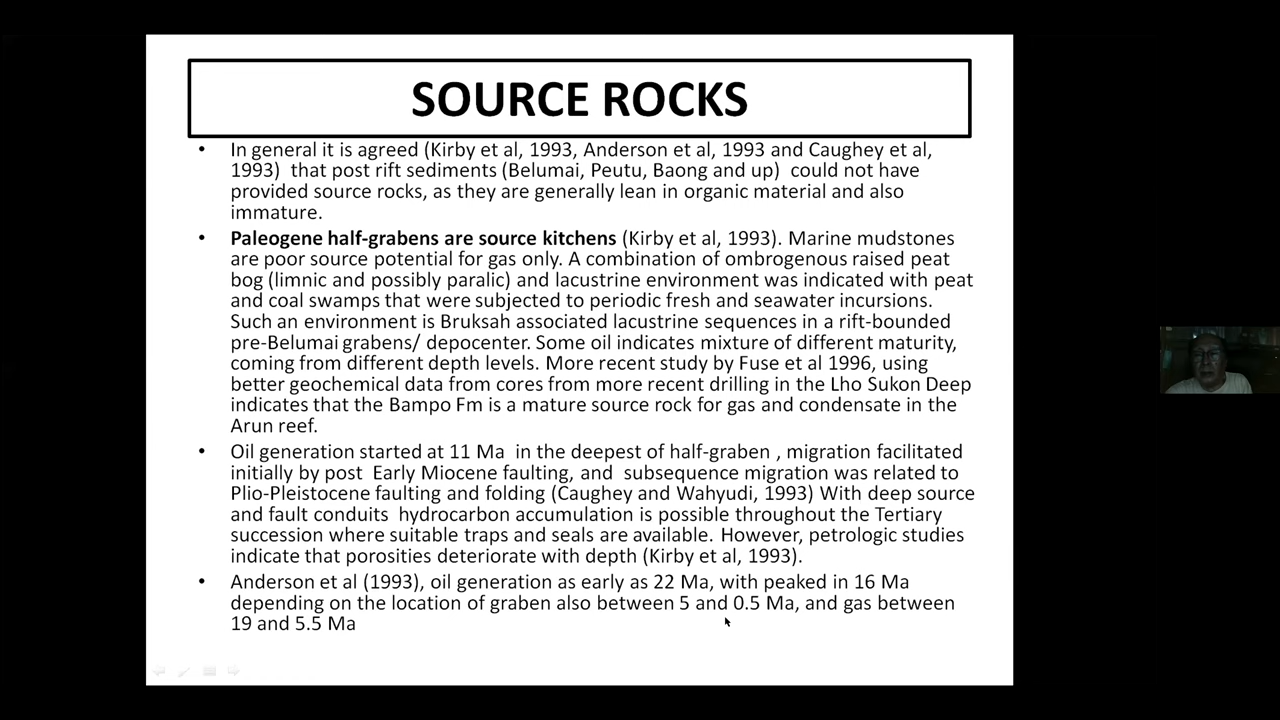 SOURCE ROCKS
• In general it is agreed (Kirby et al, 1993, Anderson et al, 1993 and Caughey et al,
1993) that post rift sediments (Belumai, Peutu, Baong and up) could not have
provided source rocks, as they are generally lean in organic material and also
immature.
• Paleogene half-grabens are source kitchens (Kirby et al, 1993). Marine mudstones
are poor source potential for gas only. A combination of ombrogenous raised peat
bog (limnic and possibly paralic) and lacustrine environment was indicated with peat
and coal swamps that were subjected to periodic fresh and seawater incursions.
Such an environment is Bruksah associated lacustrine sequences in a rift-bounded
pre-Belumai grabens/ depocenter. Some oil indicates mixture of different maturity,
coming from different depth levels. More recent study by Fuse et al 1996, using
better geochemical data from cores from more recent drilling in the Lho Sukon Deep
indicates that the Bampo Fm is a mature source rock for gas and condensate in the
Arun reef.
• Oil generation started at 11 Ma in the deepest of half-graben , migration facilitated
initially by post Early Miocene faulting, and subsequence migration was related to
Plio-Pleistocene faulting and folding (Caughey and Wahyudi, 1993) With deep source
and fault conduits hydrocarbon accumulation is possible throughout the Tertiary
succession where suitable traps and seals are available. However, petrologic studies
indicate that porosities deteriorate with depth (Kirby et al, 1993).
• Anderson et al (1993), oil generation as early as 22 Ma, with peaked in 16 Ma
depending on the location of graben also between 5 and 0.5 Ma, and gas between
19 and 5.5 Ma